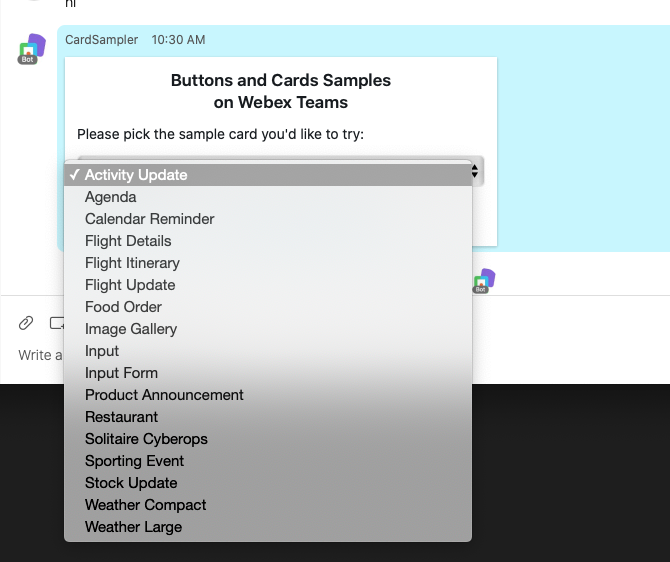 hi
CardSampler 10:30 AM
Bot
Buttons and Cards Samples
on Webex Teams
Please pick the sample card you'd like to try:
✓ Activity Update
Agenda
Calendar Reminder
Flight Details
Flight Itinerary
Flight Update
Bot
Food Order
Image Gallery
Input
Write a
Input Form
Product Announcement
Restaurant
Solitaire Cyberops
Sporting Event
Stock Update
Weather Compact
Weather Large